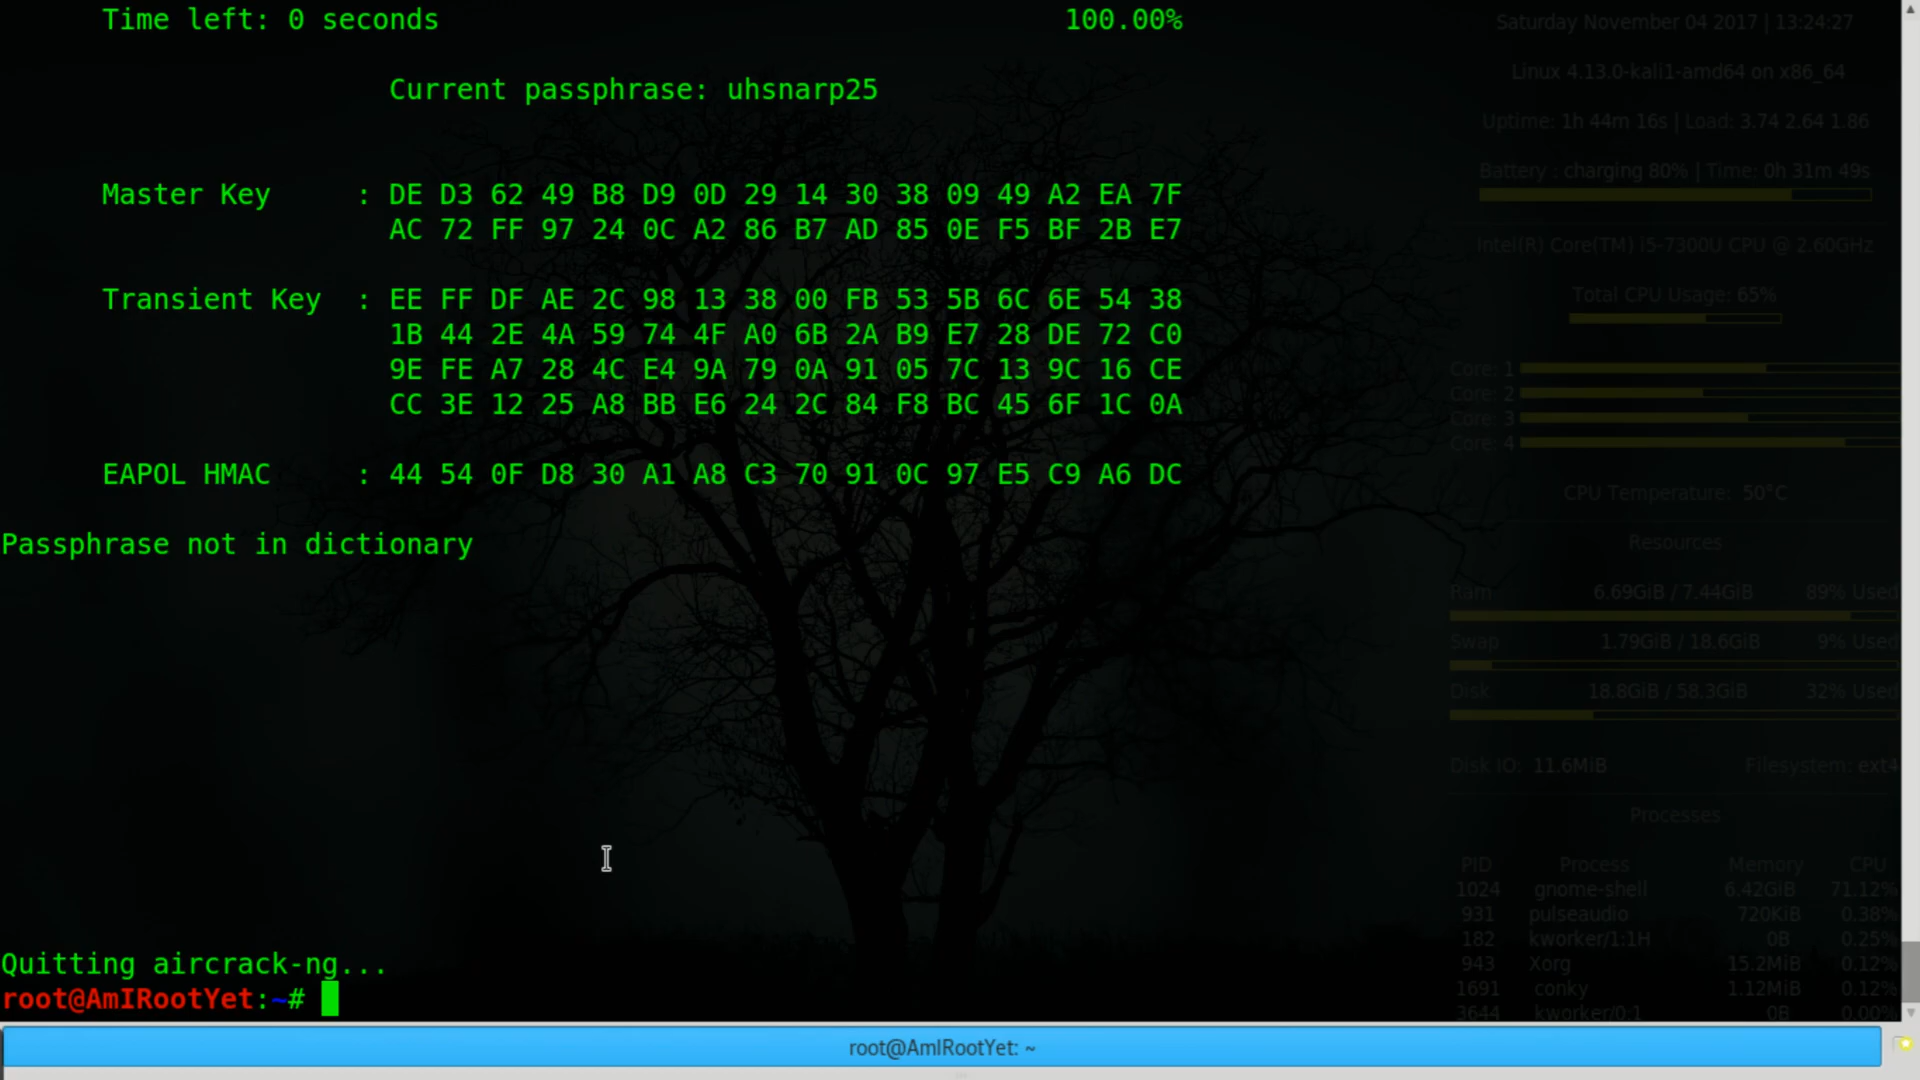 Time left: 0 seconds 100.00%
Current passphrase: uhsnarp25
Master Key : DE D3 62 49 B8 D9 0D 29 14 30 38 09 49 A2 EA 7F
AC 72 FF 97 24 0C A2 86 B7 AD 85 0E F5 BF 2B E7
Transient Key : EE FF DF AE 2C 98 13 38 00 FB 53 5B 6C 6E 54 38
1B 44 2E 4A 59 74 4F A0 6B 2A B9 E7 28 DE 72 C0
9E FE A7 28 4C E4 9A 79 0A 91 05 7C 13 9C 16 CE
CC 3E 12 25 A8 BB E6 24 2C 84 F8 BC 45 6F 1C 0A
EAPOL HMAC : 44 54 0F D8 30 A1 A8 C3 70 91 0C 97 E5 C9 A6 DC
Passphrase not in dictionary
Quitting aircrack-ng...
root@AmIRootYet:~#
Saturday November 04 2017 | 13:24:27
Linux 4.13.0-kali1-amd64 on x86_64
Uptime: 1h 44m 16s | Load: 3.74 2.64 1.86
Battery : charging 80% | Time: 0h 31m 49s
Intel(R) Core(TM) i5-7300U CPU @ 2.60GHz
Total CPU Usage: 65%
Core: 1
Core: 2
Core: 3
Core: 4
CPU Temperature: 50°C
Resources
Ram 6.69GiB / 7.44GiB 89% Used
Swap 1.79GiB / 18.6GiB 9% Used
Disk 18.8GiB / 58.3GiB 32% Used
Disk IO: 11.6MiB Filesystem: ext4
Processes
PID Process Memory CPU
1024 gnome-shell 6.42GiB 71.12%
931 pulseaudio 720KiB 0.38%
182 kworker/1:1H 0B 0.25%
943 Xorg 15.2MiB 0.12%
1691 conky 1.12MiB 0.12%
3644 kworker/0:1 0B 0.00%
root@AmIRootYet: ~